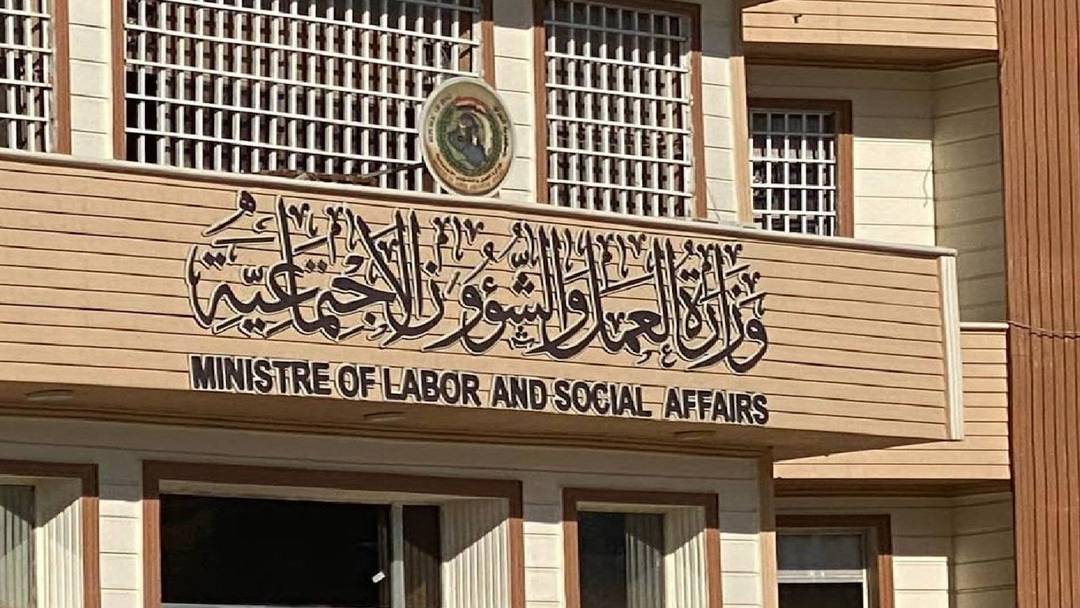 وزارة العمل والشؤون الاجتماعية
MINISTRE OF LABOR AND SOCIAL AFFAIRS